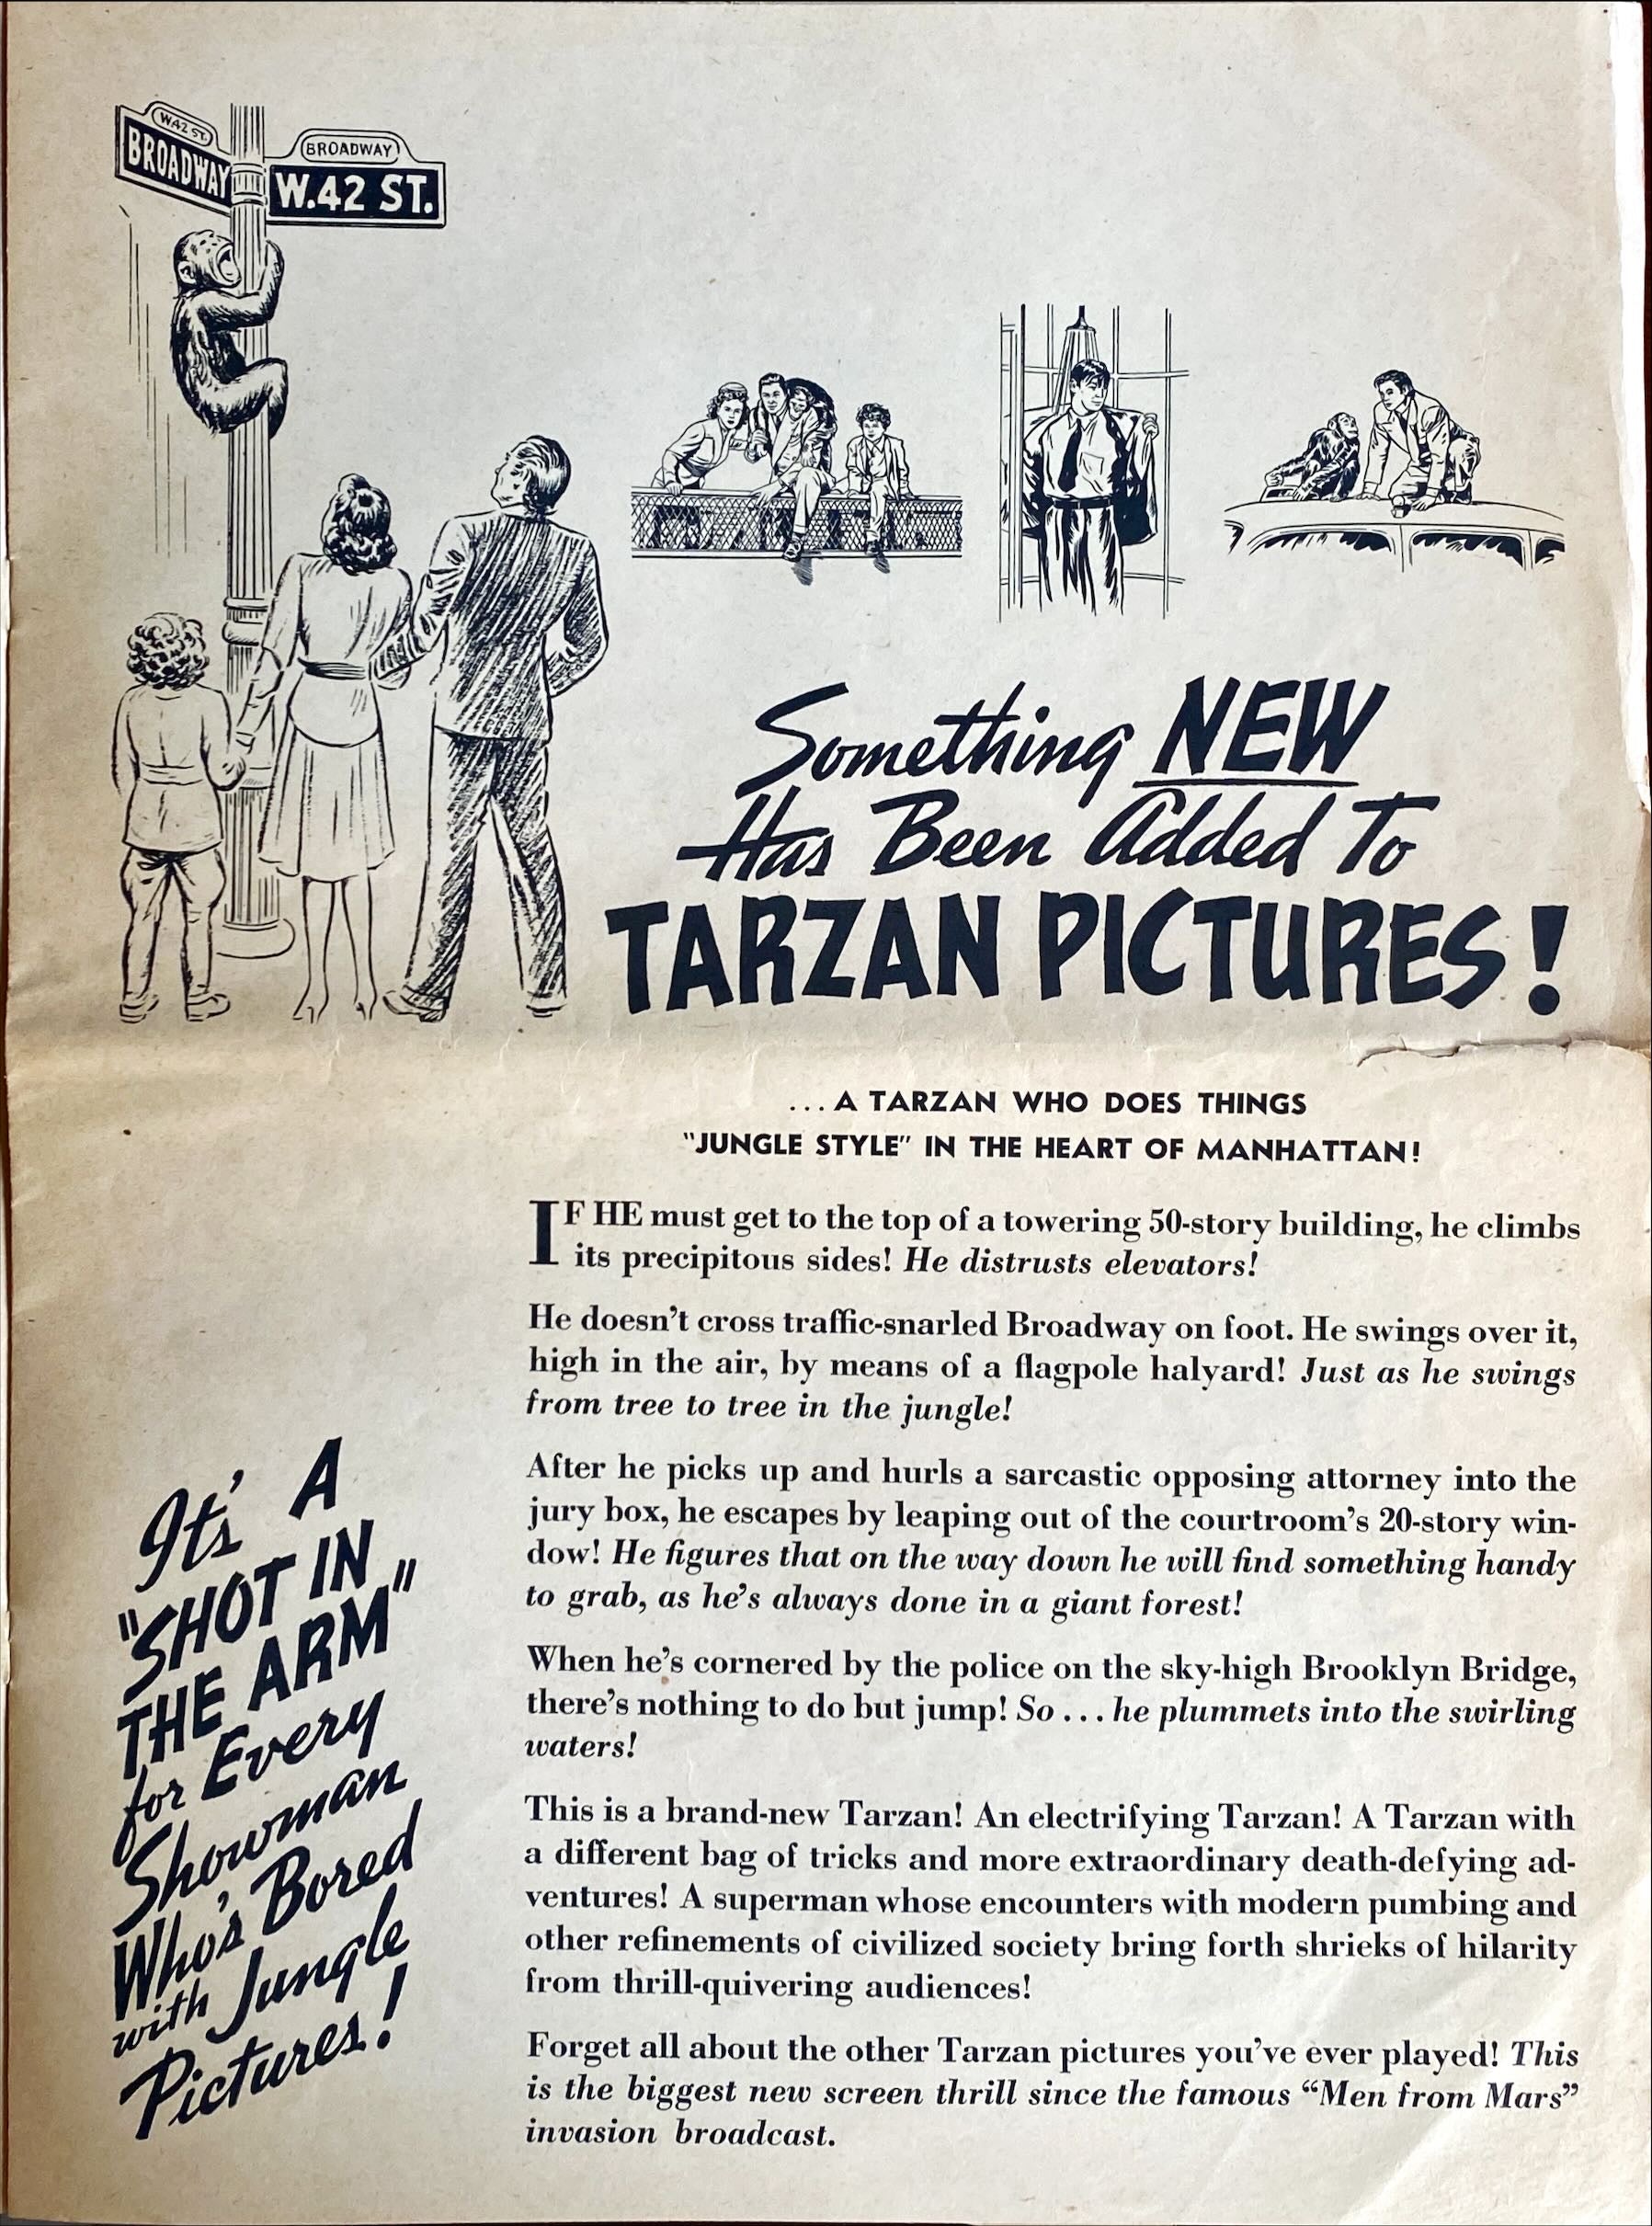 W.42 ST.
BROADWAY
BROADWAY
W.42 ST.
Something NEW
Has Been Added To
TARZAN PICTURES!
...A TARZAN WHO DOES THINGS
"JUNGLE STYLE" IN THE HEART OF MANHATTAN!
IF HE must get to the top of a towering 50-story building, he climbs
its precipitous sides! He distrusts elevators!
He doesn't cross traffic-snarled Broadway on foot. He swings over it,
high in the air, by means of a flagpole halyard! Just as he swings
from tree to tree in the jungle!
After he picks up and hurls a sarcastic opposing attorney into the
jury box, he escapes by leaping out of the courtroom's 20-story win-
dow! He figures that on the way down he will find something handy
to grab, as he's always done in a giant forest!
When he's cornered by the police on the sky-high Brooklyn Bridge,
there's nothing to do but jump! So ... he plummets into the swirling
waters!
This is a brand-new Tarzan! An electrifying Tarzan! A Tarzan with
a different bag of tricks and more extraordinary death-defying ad-
ventures! A superman whose encounters with modern pumbing and
other refinements of civilized society bring forth shrieks of hilarity
from thrill-quivering audiences!
Forget all about the other Tarzan pictures you've ever played! This
is the biggest new screen thrill since the famous "Men from Mars"
invasion broadcast.
It's A
"SHOT IN
THE ARM"
for Every
Showman
Who's Bored
with Jungle
Pictures!